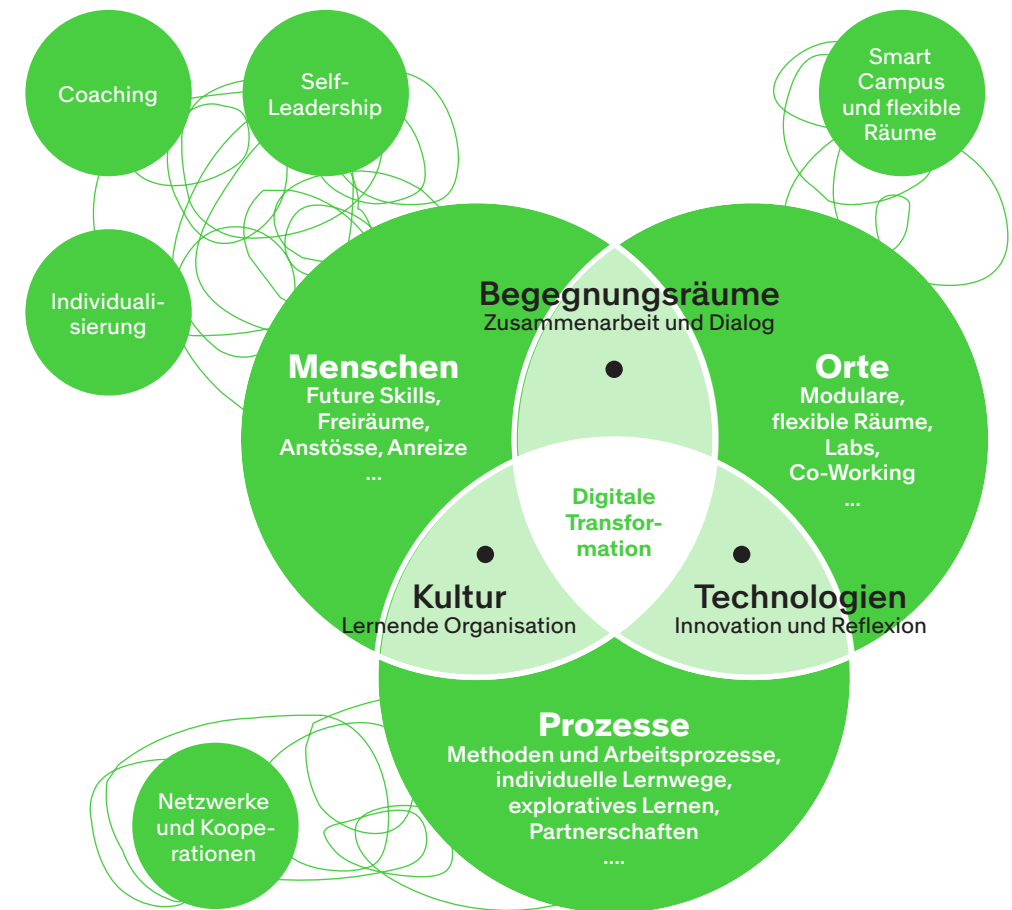 Coaching
Self-
Leadership
Smart
Campus
und flexible
Räume
Individuali-
sierung
Begegnungsräume
Zusammenarbeit und Dialog
Menschen
Future Skills,
Freiräume,
Anstösse, Anreize
...
Orte
Modulare,
flexible Räume,
Labs,
Co-Working
...
Digitale
Transfor-
mation
Kultur
Lernende Organisation
Technologien
Innovation und Reflexion
Prozesse
Methoden und Arbeitsprozesse,
individuelle Lernwege,
exploratives Lernen,
Partnerschaften
....
Netzwerke
und Koope-
rationen